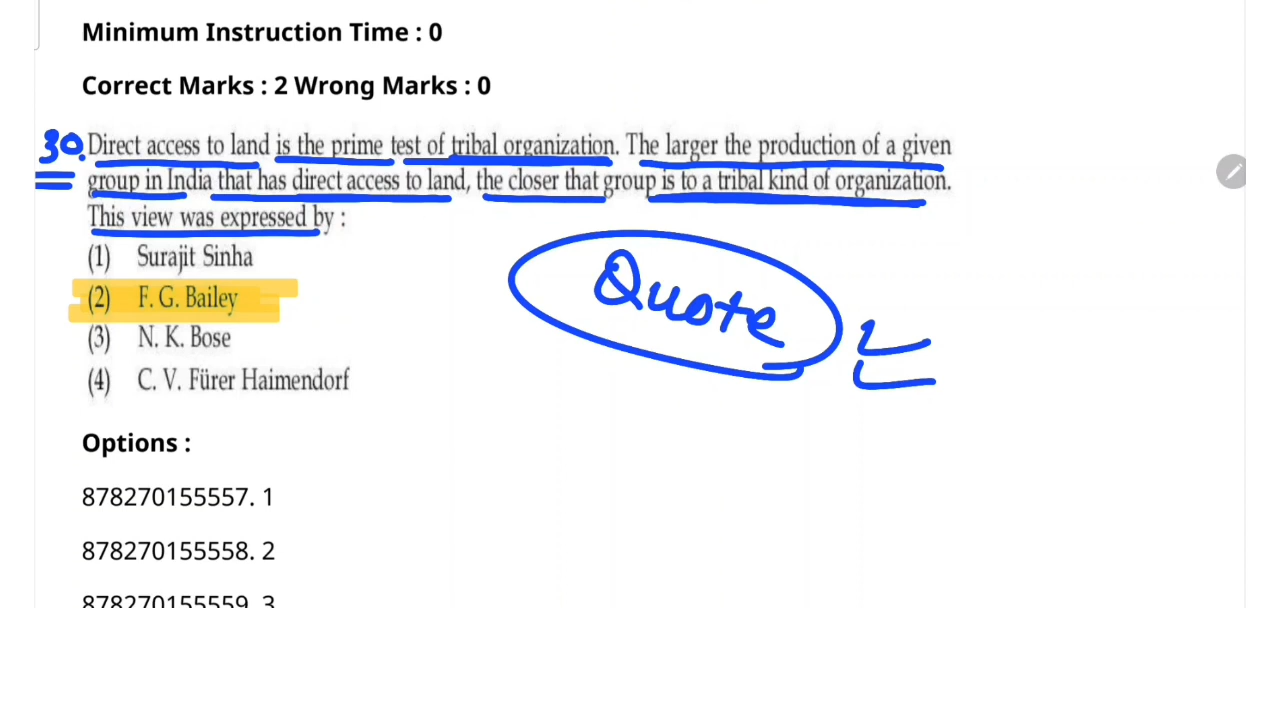 Minimum Instruction Time : 0
Correct Marks : 2 Wrong Marks : 0
30. Direct access to land is the prime test of tribal organization. The larger the production of a given
group in India that has direct access to land, the closer that group is to a tribal kind of organization.
This view was expressed by :
(1) Surajit Sinha
(2) F. G. Bailey
(3) N. K. Bose
(4) C. V. Fürer Haimendorf
Quote
Options :
878270155557. 1
878270155558. 2
878270155559. 3